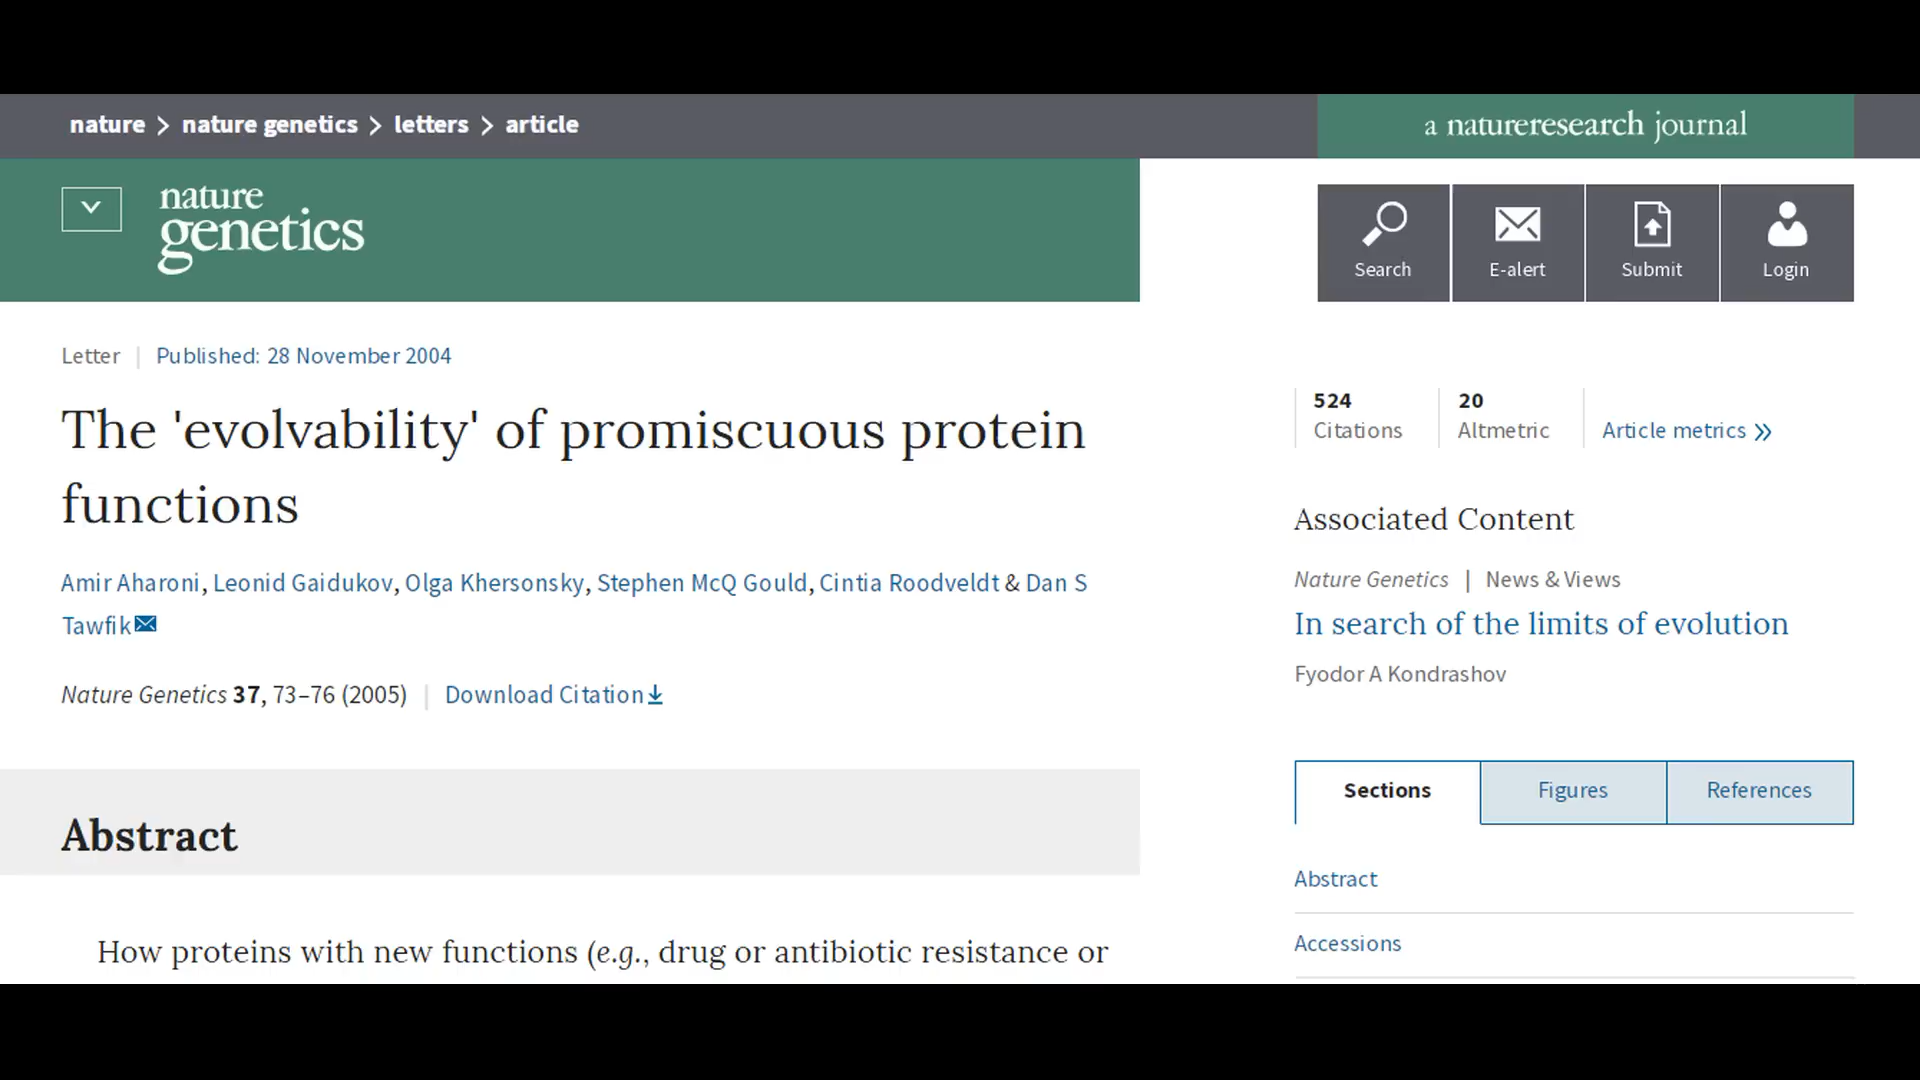 nature > nature genetics > letters > article
a natureresearch journal
nature
genetics
Search
E-alert
Submit
Login
Letter | Published: 28 November 2004
The 'evolvability' of promiscuous protein
functions
Amir Aharoni, Leonid Gaidukov, Olga Khersonsky, Stephen McQ Gould, Cintia Roodveldt & Dan S
Tawfik
Nature Genetics 37, 73–76 (2005) | Download Citation
Abstract
How proteins with new functions (e.g., drug or antibiotic resistance or
524
Citations
20
Altmetric
Article metrics »
Associated Content
Nature Genetics | News & Views
In search of the limits of evolution
Fyodor A Kondrashov
Sections
Figures
References
Abstract
Accessions